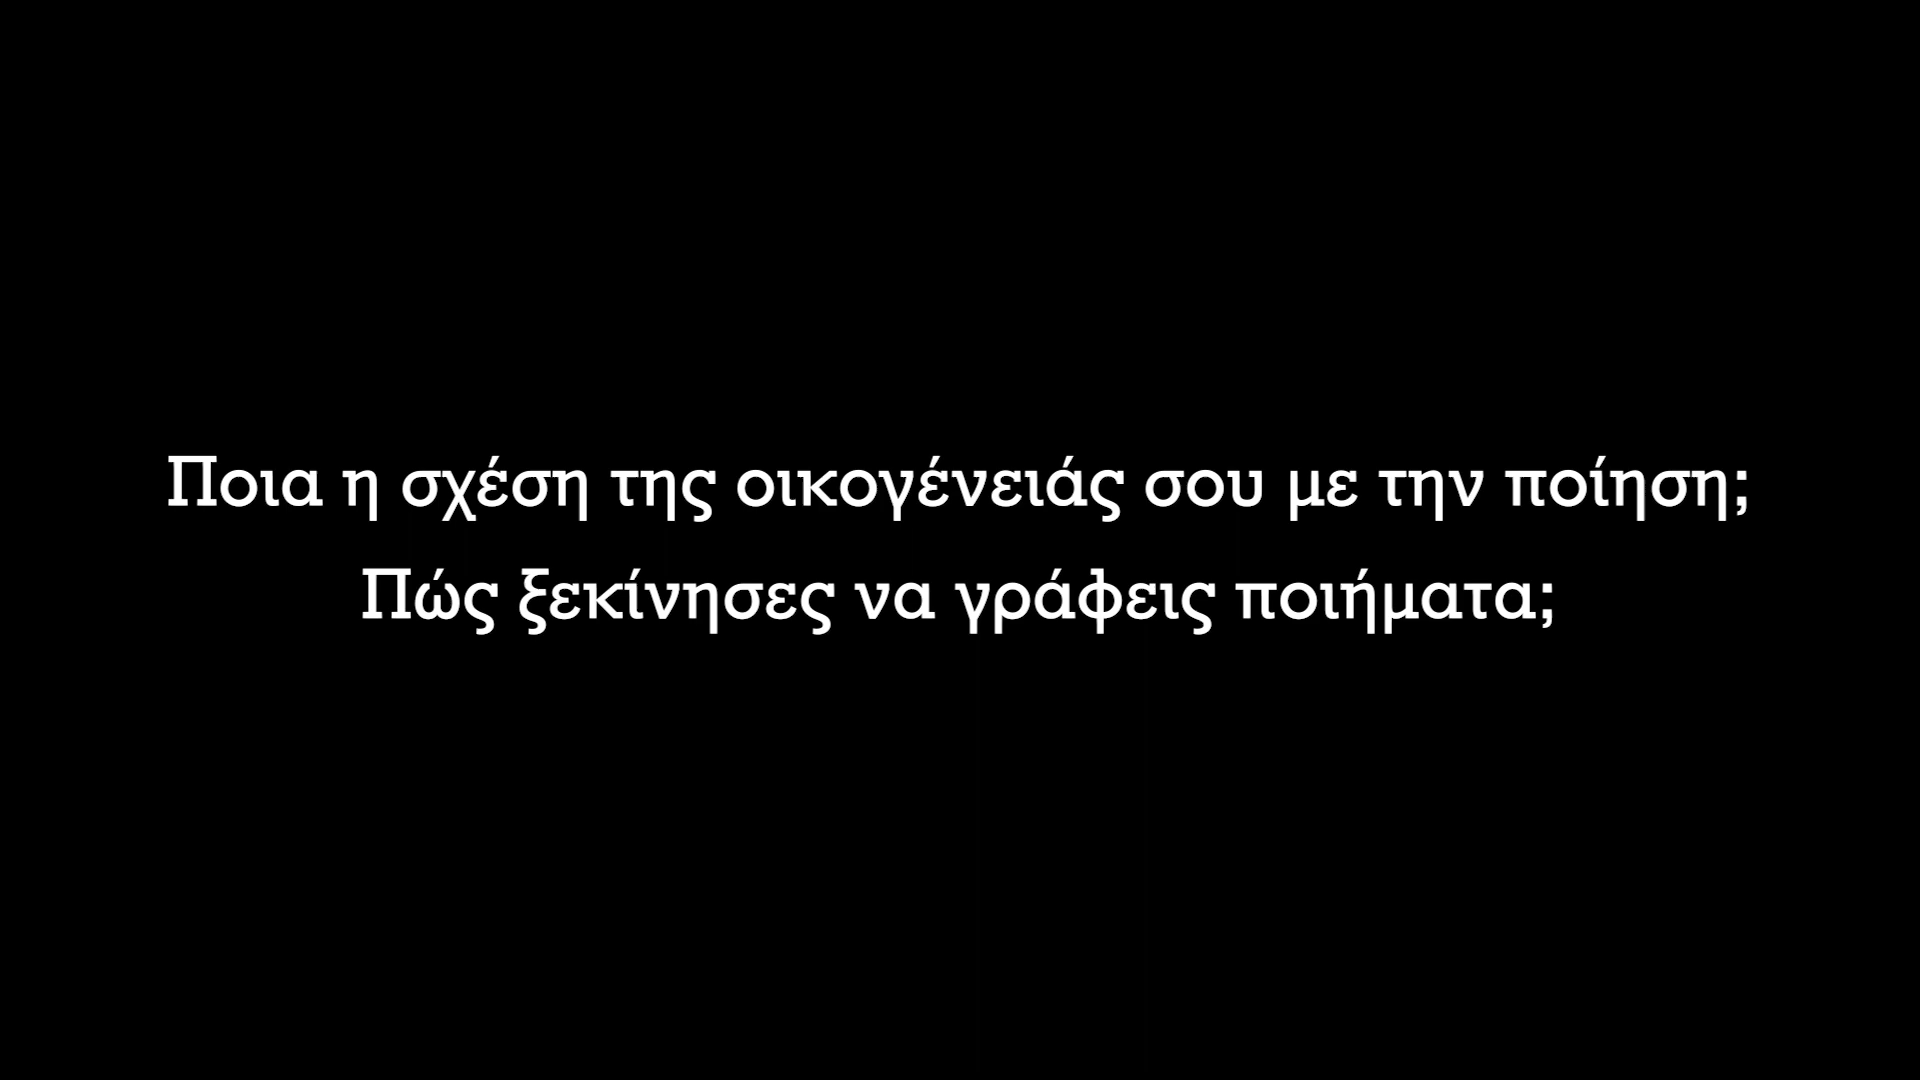 Ποια η σχέση της οικογένειάς σου με την ποίηση;
Πώς ξεκίνησες να γράφεις ποιήματα;